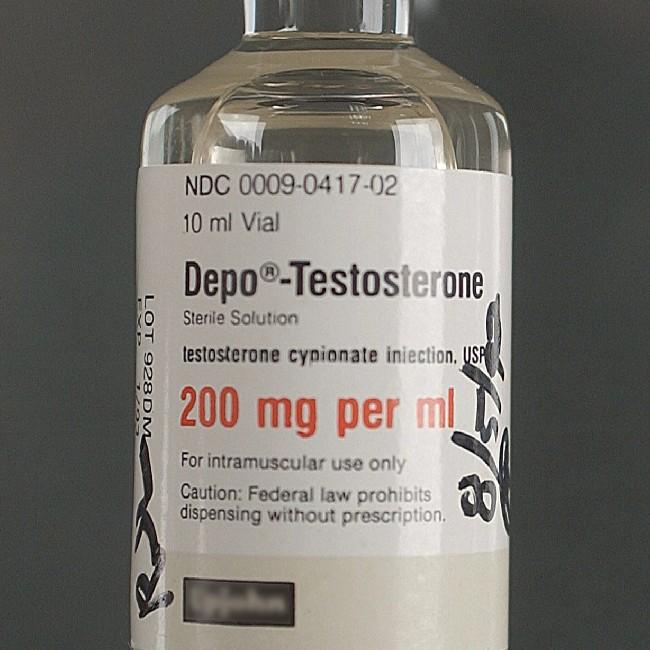 NDC 0009-0417-02
10 ml Vial
Depo®-Testosterone
Sterile Solution
testosterone cypionate injection, USP
200 mg per ml
For intramuscular use only
Caution: Federal law prohibits
dispensing without prescription.
LOT 928DM
EXP